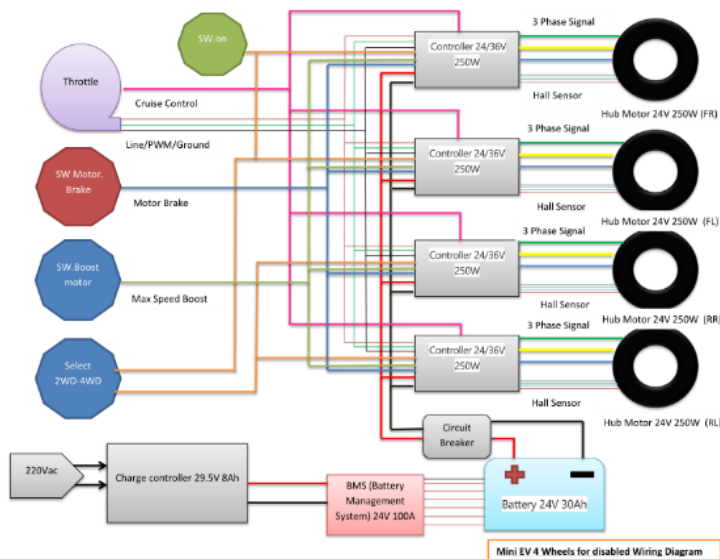 SW.on
Throttle
Cruise Control
Line/PWM/Ground
SW Motor.
Brake
Motor Brake
SW.Boost
motor
Max Speed Boost
Select
2WD-4WD
Controller 24/36V
250W
3 Phase Signal
Hall Sensor
Hub Motor 24V 250W (FR)
Controller 24/36V
250W
3 Phase Signal
Hall Sensor
Hub Motor 24V 250W (FL)
Controller 24/36V
250W
3 Phase Signal
Hall Sensor
Hub Motor 24V 250W (RR)
Controller 24/36V
250W
3 Phase Signal
Hall Sensor
Hub Motor 24V 250W (RL)
Circuit
Breaker
220Vac
Charge controller 29.5V 8Ah
BMS (Battery
Management
System) 24V 100A
Battery 24V 30Ah
Mini EV 4 Wheels for disabled Wiring Diagram